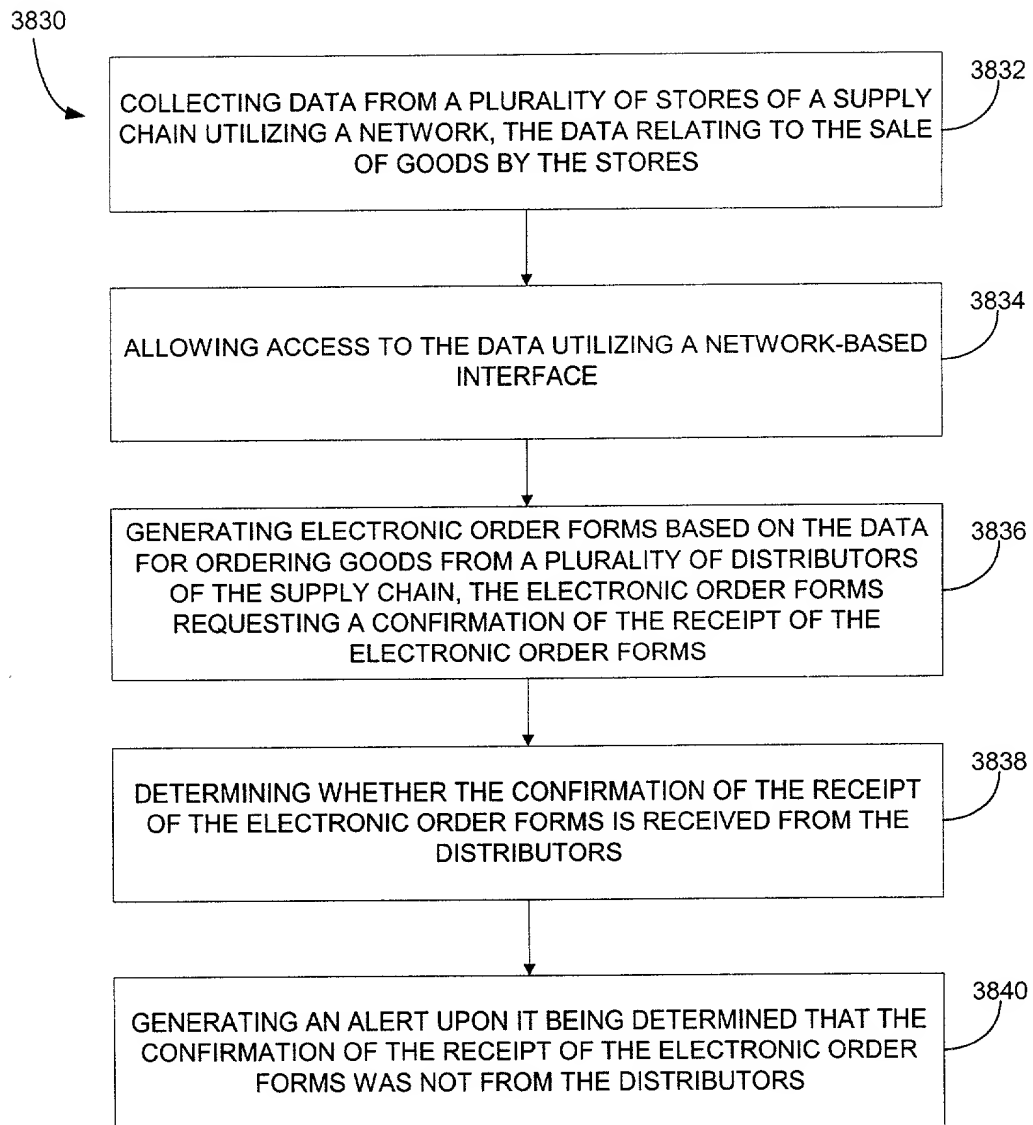 3830
3832
COLLECTING DATA FROM A PLURALITY OF STORES OF A SUPPLY
CHAIN UTILIZING A NETWORK, THE DATA RELATING TO THE SALE
OF GOODS BY THE STORES
3834
ALLOWING ACCESS TO THE DATA UTILIZING A NETWORK-BASED
INTERFACE
3836
GENERATING ELECTRONIC ORDER FORMS BASED ON THE DATA
FOR ORDERING GOODS FROM A PLURALITY OF DISTRIBUTORS
OF THE SUPPLY CHAIN, THE ELECTRONIC ORDER FORMS
REQUESTING A CONFIRMATION OF THE RECEIPT OF THE
ELECTRONIC ORDER FORMS
3838
DETERMINING WHETHER THE CONFIRMATION OF THE RECEIPT
OF THE ELECTRONIC ORDER FORMS IS RECEIVED FROM THE
DISTRIBUTORS
3840
GENERATING AN ALERT UPON IT BEING DETERMINED THAT THE
CONFIRMATION OF THE RECEIPT OF THE ELECTRONIC ORDER
FORMS WAS NOT FROM THE DISTRIBUTORS